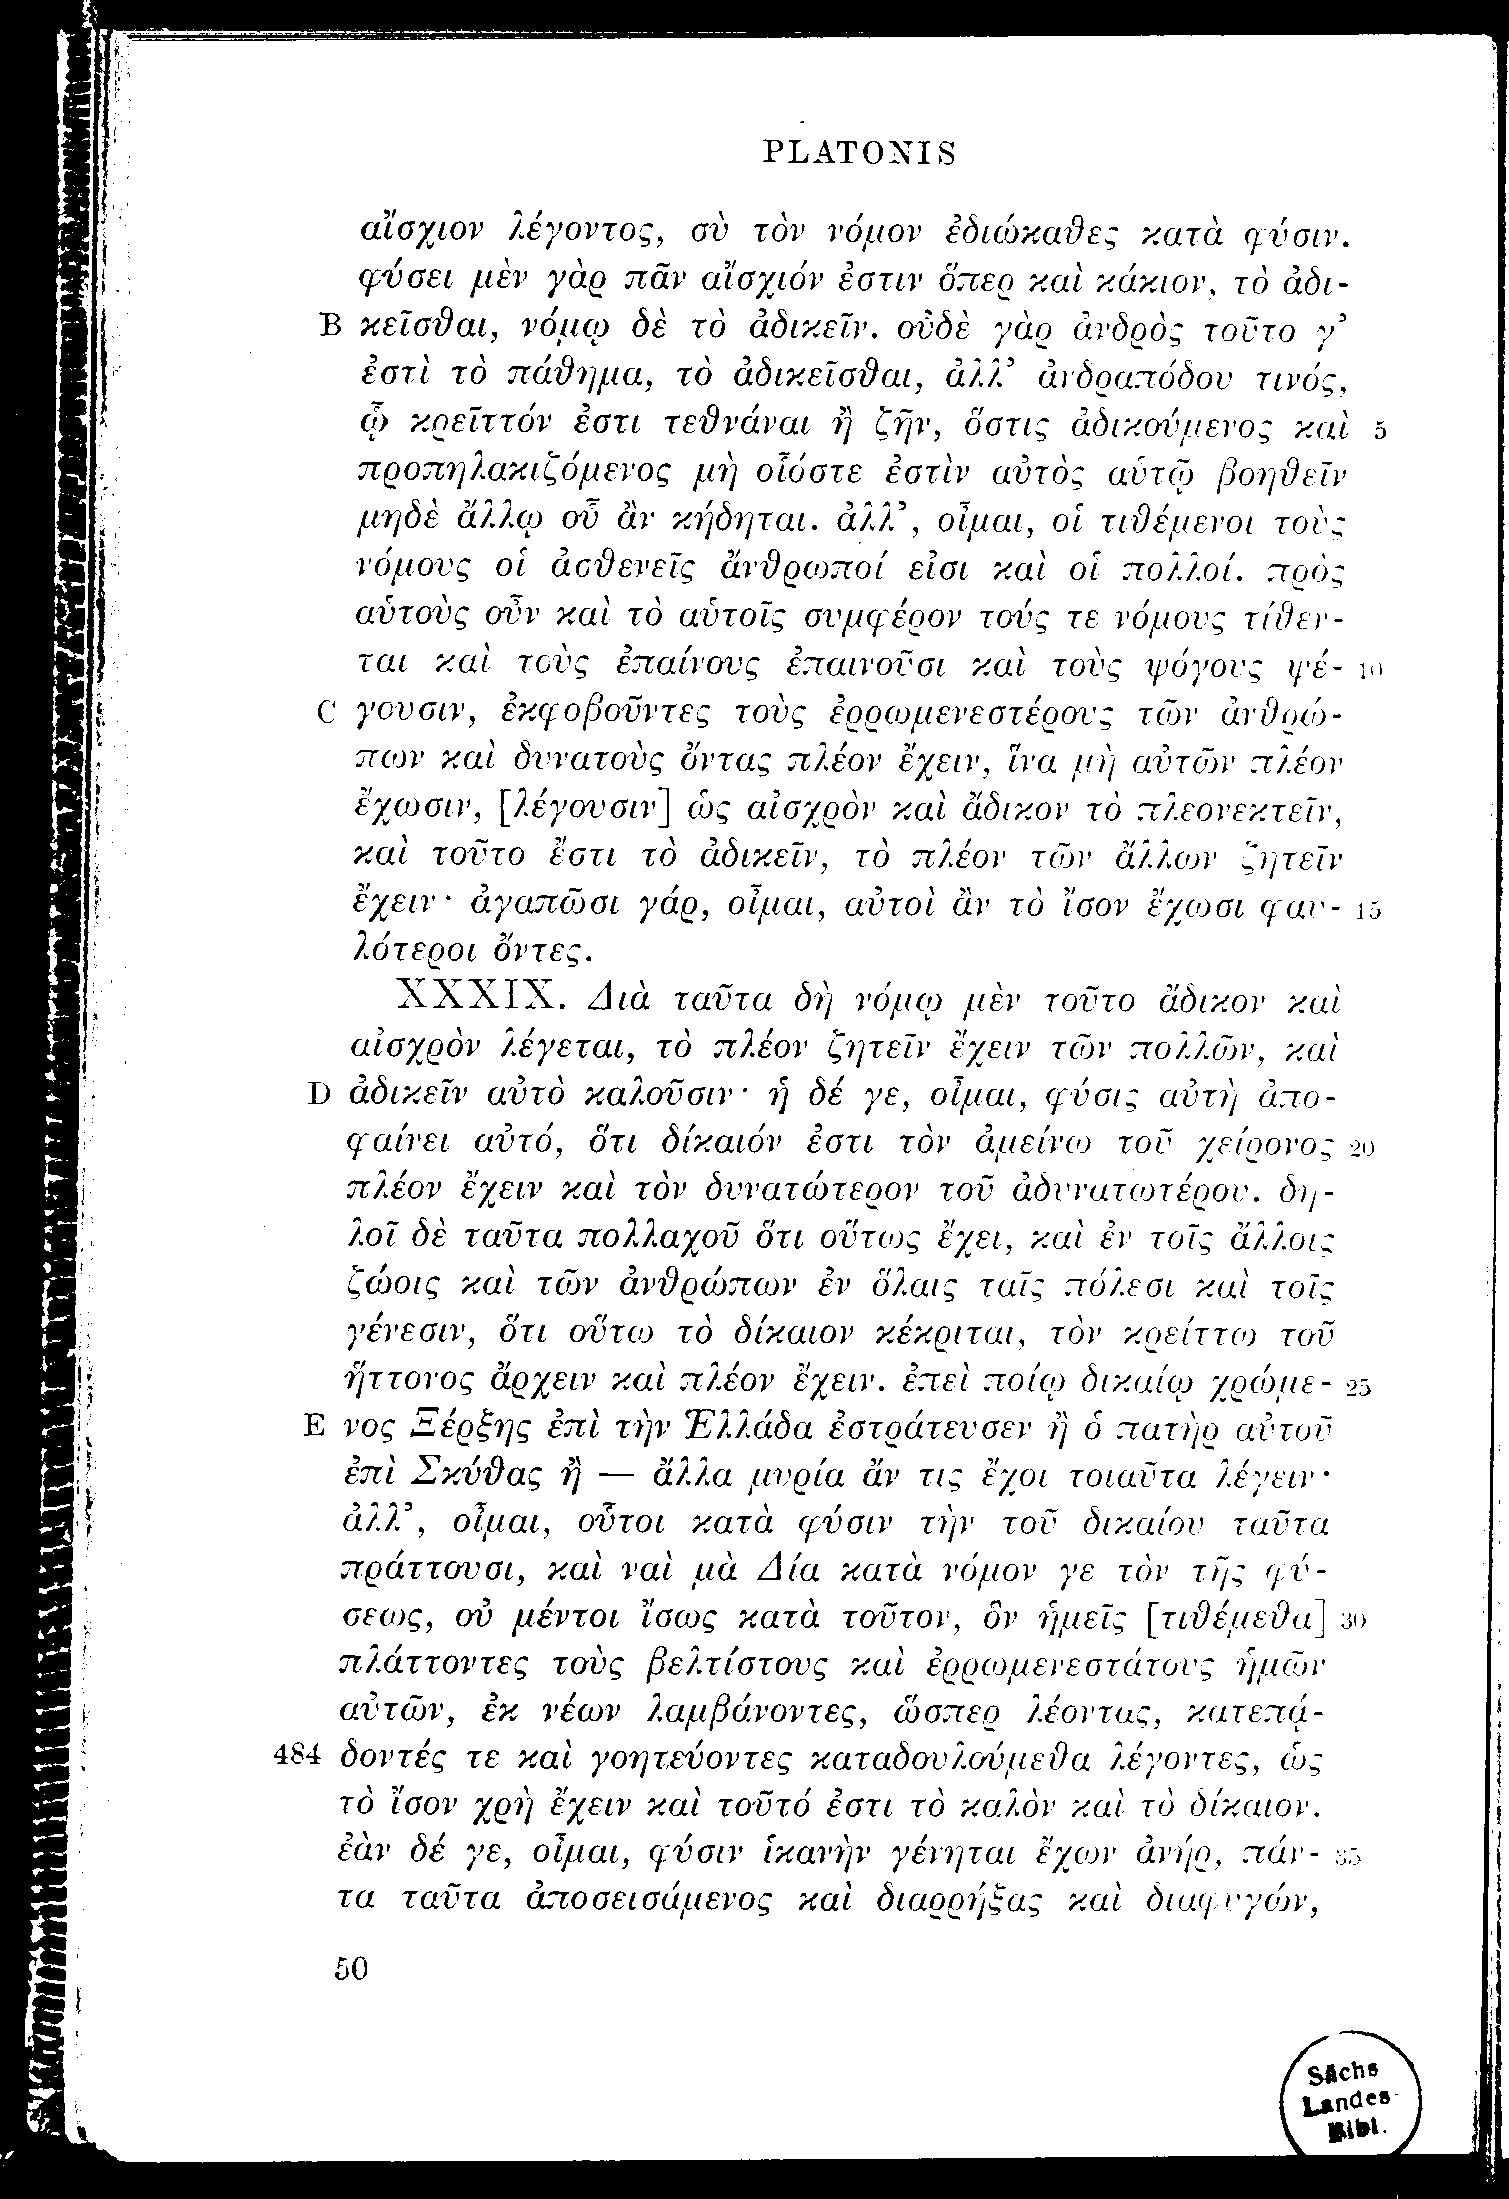 PLATONIS
αἴσχιον λέγοντος, σὺ τὸν νόμον ἐδιώκαθες κατὰ φύσιν.
φύσει μὲν γὰρ πᾶν αἴσχιόν ἐστιν ὅπερ καὶ κάκιον, τὸ ἀδι-
B κεῖσθαι, νόμῳ δὲ τὸ ἀδικεῖν. οὐδὲ γὰρ ἀνδρὸς τοῦτο γ’
ἐστὶ τὸ πάθημα, τὸ ἀδικεῖσθαι, ἀλλ’ ἀνδραπόδου τινός,
ᾧ κρεῖττόν ἐστι τεθνάναι ἢ ζῆν, ὅστις ἀδικούμενος καὶ 5
προπηλακιζόμενος μὴ οἷόστε ἐστὶν αὐτὸς αὑτῷ βοηθεῖν
μηδὲ ἄλλῳ οὗ ἂν κήδηται. ἀλλ’, οἶμαι, οἱ τιθέμενοι τοὺς
νόμους οἱ ἀσθενεῖς ἄνθρωποί εἰσι καὶ οἱ πολλοί. πρὸς
αὑτοὺς οὖν καὶ τὸ αὑτοῖς συμφέρον τούς τε νόμους τίθεν-
ται καὶ τοὺς ἐπαίνους ἐπαινοῦσι καὶ τοὺς ψόγους ψέ- 10
C γουσιν, ἐκφοβοῦντες τοὺς ἐρρωμενεστέρους τῶν ἀνθρώ-
πων καὶ δυνατοὺς ὄντας πλέον ἔχειν, ἵνα μὴ αὐτῶν πλέον
ἔχωσιν, [λέγουσιν] ὡς αἰσχρὸν καὶ ἄδικον τὸ πλεονεκτεῖν,
καὶ τοῦτο ἔστι τὸ ἀδικεῖν, τὸ πλέον τῶν ἄλλων ζητεῖν
ἔχειν· ἀγαπῶσι γάρ, οἶμαι, αὐτοὶ ἂν τὸ ἴσον ἔχωσι φαυ- 15
λότεροι ὄντες.
XXXIX. Διὰ ταῦτα δὴ νόμῳ μὲν τοῦτο ἄδικον καὶ
αἰσχρὸν λέγεται, τὸ πλέον ζητεῖν ἔχειν τῶν πολλῶν, καὶ
D ἀδικεῖν αὐτὸ καλοῦσιν· ἡ δέ γε, οἶμαι, φύσις αὐτὴ ἀπο-
φαίνει αὐτό, ὅτι δίκαιόν ἐστι τὸν ἀμείνω τοῦ χείρονος 20
πλέον ἔχειν καὶ τὸν δυνατώτερον τοῦ ἀδυνατωτέρου. δη-
λοῖ δὲ ταῦτα πολλαχοῦ ὅτι οὕτως ἔχει, καὶ ἐν τοῖς ἄλλοις
ζώοις καὶ τῶν ἀνθρώπων ἐν ὅλαις ταῖς πόλεσι καὶ τοῖς
γένεσιν, ὅτι οὕτω τὸ δίκαιον κέκριται, τὸν κρείττω τοῦ
ἥττονος ἄρχειν καὶ πλέον ἔχειν. ἐπεὶ ποίῳ δικαίῳ χρώμε- 25
E νος Ξέρξης ἐπὶ τὴν Ἑλλάδα ἐστράτευσεν ἢ ὁ πατὴρ αὐτοῦ
ἐπὶ Σκύθας ἢ — ἄλλα μυρία ἄν τις ἔχοι τοιαῦτα λέγειν·
ἀλλ’, οἶμαι, οὗτοι κατὰ φύσιν τὴν τοῦ δικαίου ταῦτα
πράττουσι, καὶ ναὶ μὰ Δία κατὰ νόμον γε τὸν τῆς φύ-
σεως, οὐ μέντοι ἴσως κατὰ τοῦτον, ὃν ἡμεῖς [τιθέμεθα] 30
πλάττοντες τοὺς βελτίστους καὶ ἐρρωμενεστάτους ἡμῶν
αὐτῶν, ἐκ νέων λαμβάνοντες, ὥσπερ λέοντας, κατεπᾴ-
484 δοντές τε καὶ γοητεύοντες καταδουλούμεθα λέγοντες, ὡς
τὸ ἴσον χρὴ ἔχειν καὶ τοῦτό ἐστι τὸ καλὸν καὶ τὸ δίκαιον.
ἐὰν δέ γε, οἶμαι, φύσιν ἱκανὴν γένηται ἔχων ἀνήρ, πάν- 35
τα ταῦτα ἀποσεισάμενος καὶ διαρρήξας καὶ διαφυγών,
50
Sächs
Landes-
Bibl.